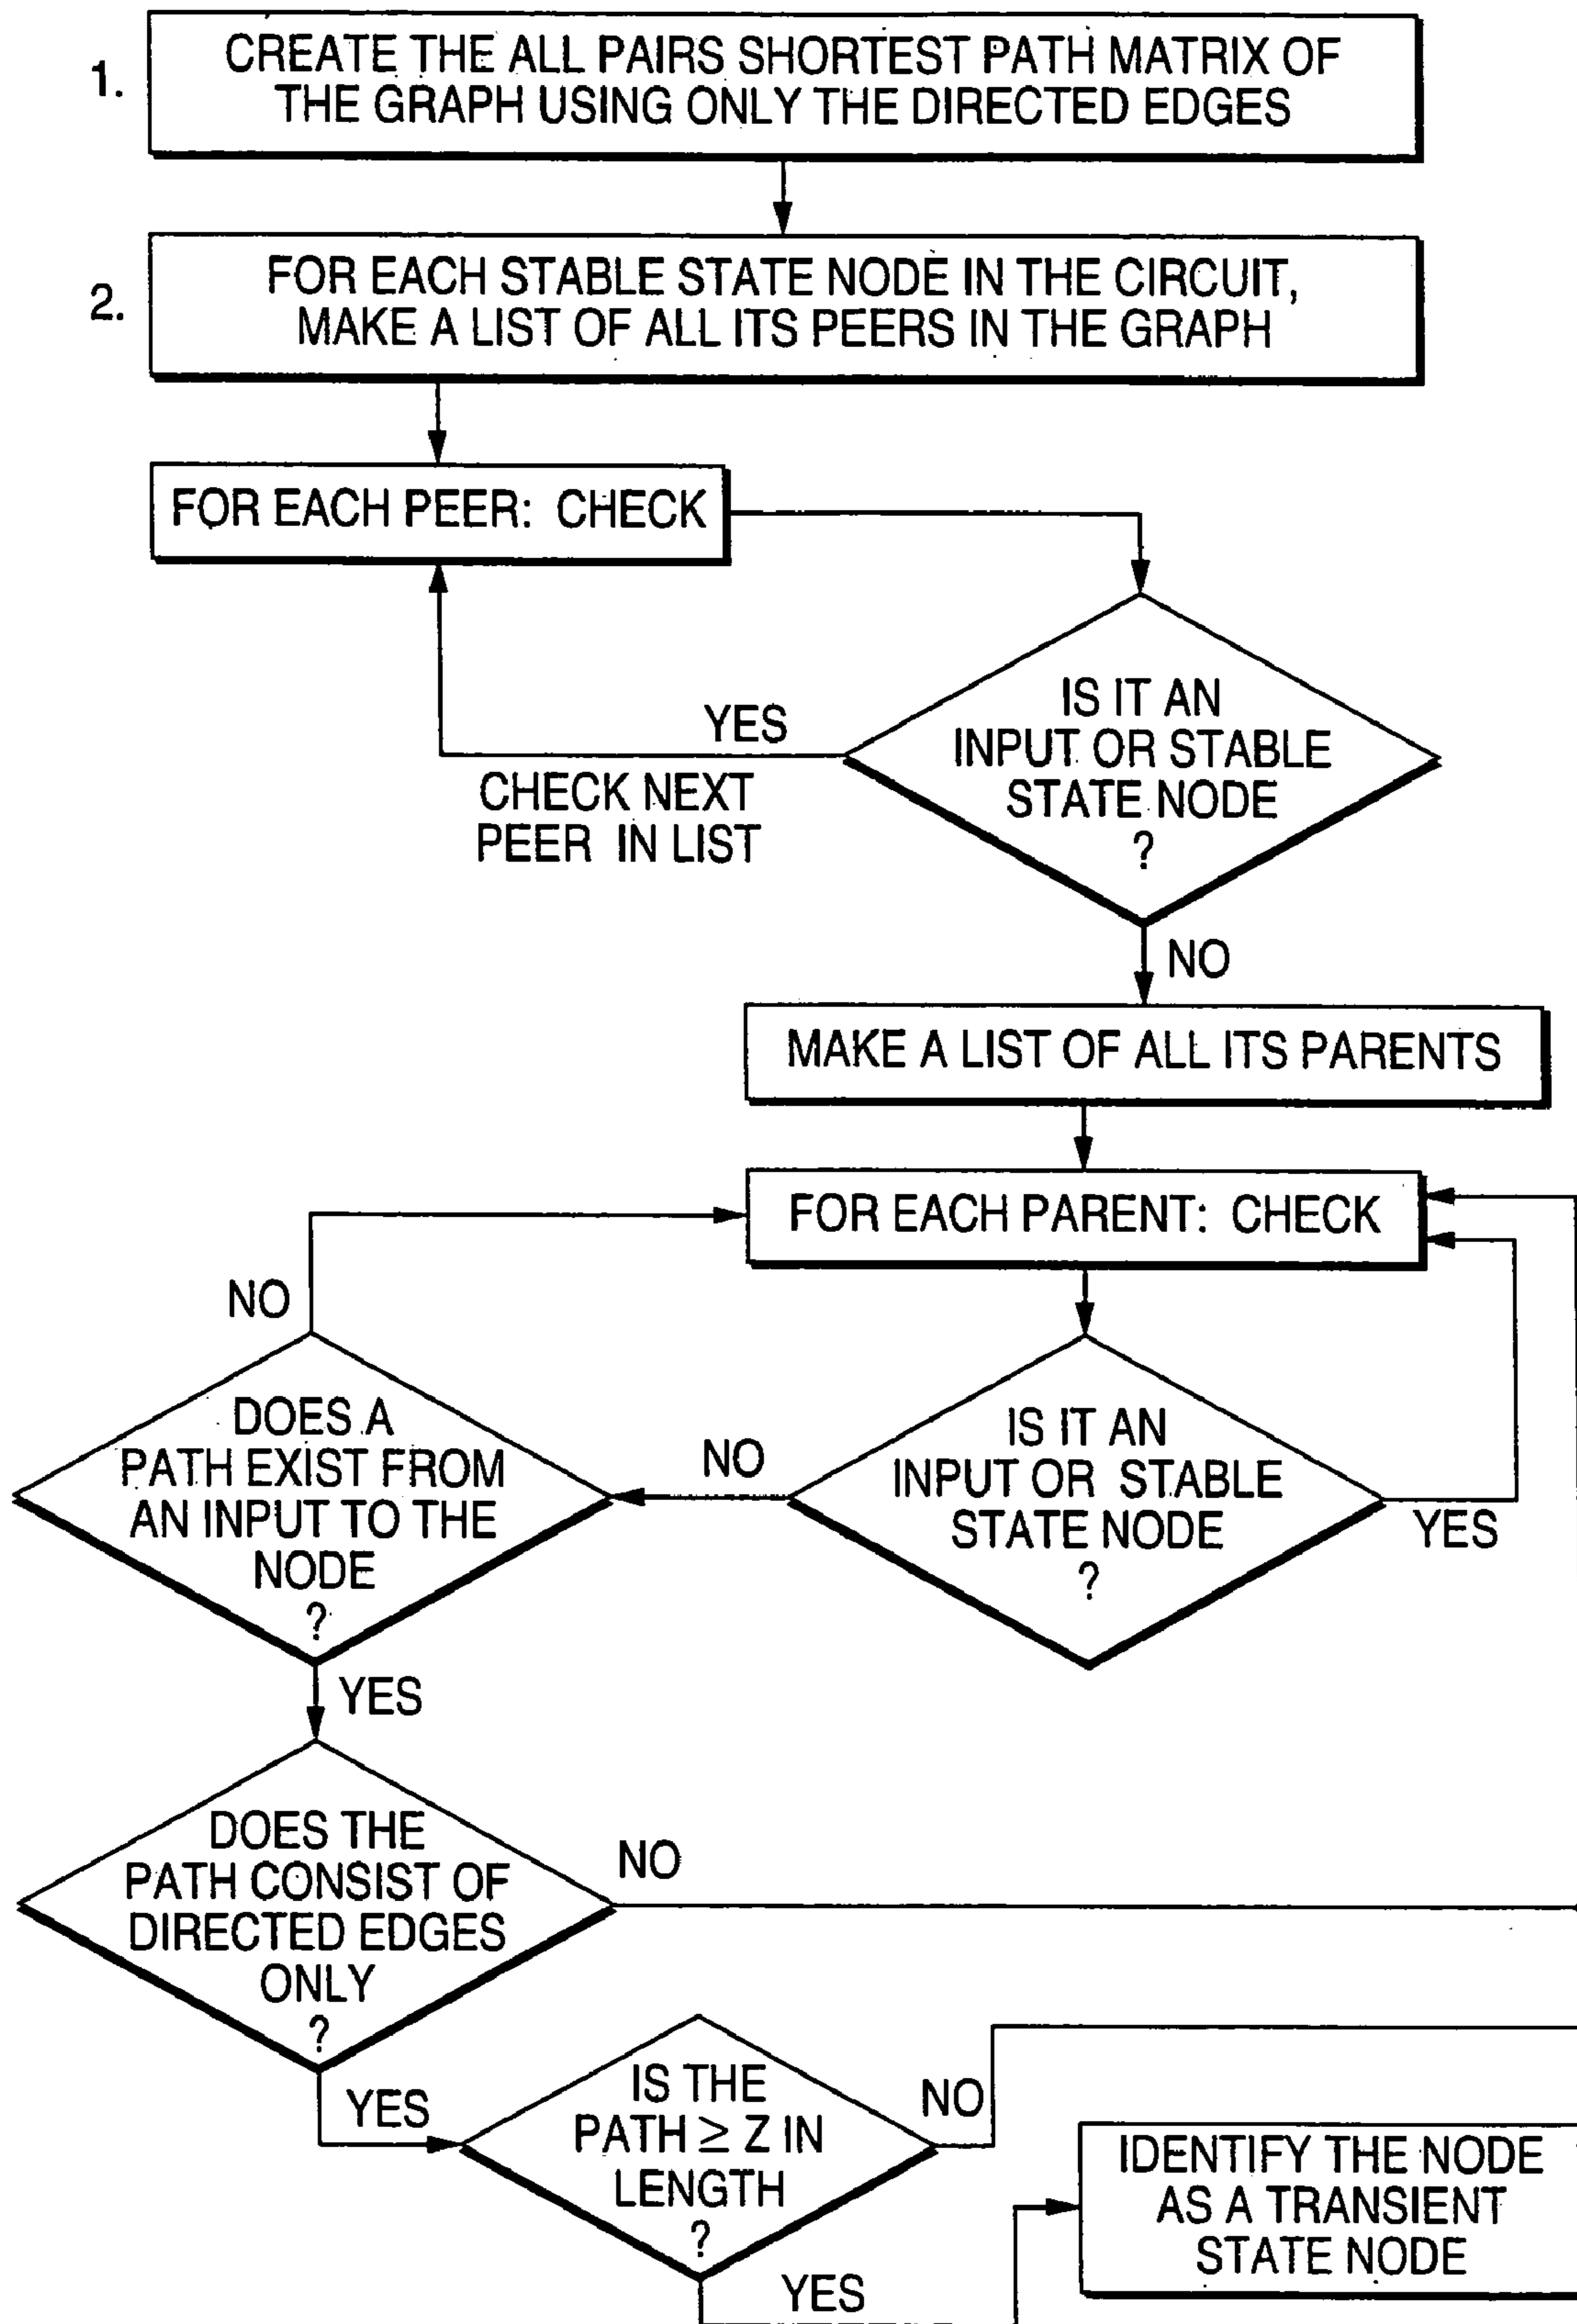 1.
CREATE THE ALL PAIRS SHORTEST PATH MATRIX OF
THE GRAPH USING ONLY THE DIRECTED EDGES
2.
FOR EACH STABLE STATE NODE IN THE CIRCUIT,
MAKE A LIST OF ALL ITS PEERS IN THE GRAPH
FOR EACH PEER: CHECK
IS IT AN
INPUT OR STABLE
STATE NODE
?
YES
CHECK NEXT
PEER IN LIST
NO
MAKE A LIST OF ALL ITS PARENTS
FOR EACH PARENT: CHECK
IS IT AN
INPUT OR STABLE
STATE NODE
?
YES
NO
DOES A
PATH EXIST FROM
AN INPUT TO THE
NODE
?
NO
YES
DOES THE
PATH CONSIST OF
DIRECTED EDGES
ONLY
?
NO
YES
IS THE
PATH ≥ Z IN
LENGTH
?
NO
YES
IDENTIFY THE NODE
AS A TRANSIENT
STATE NODE